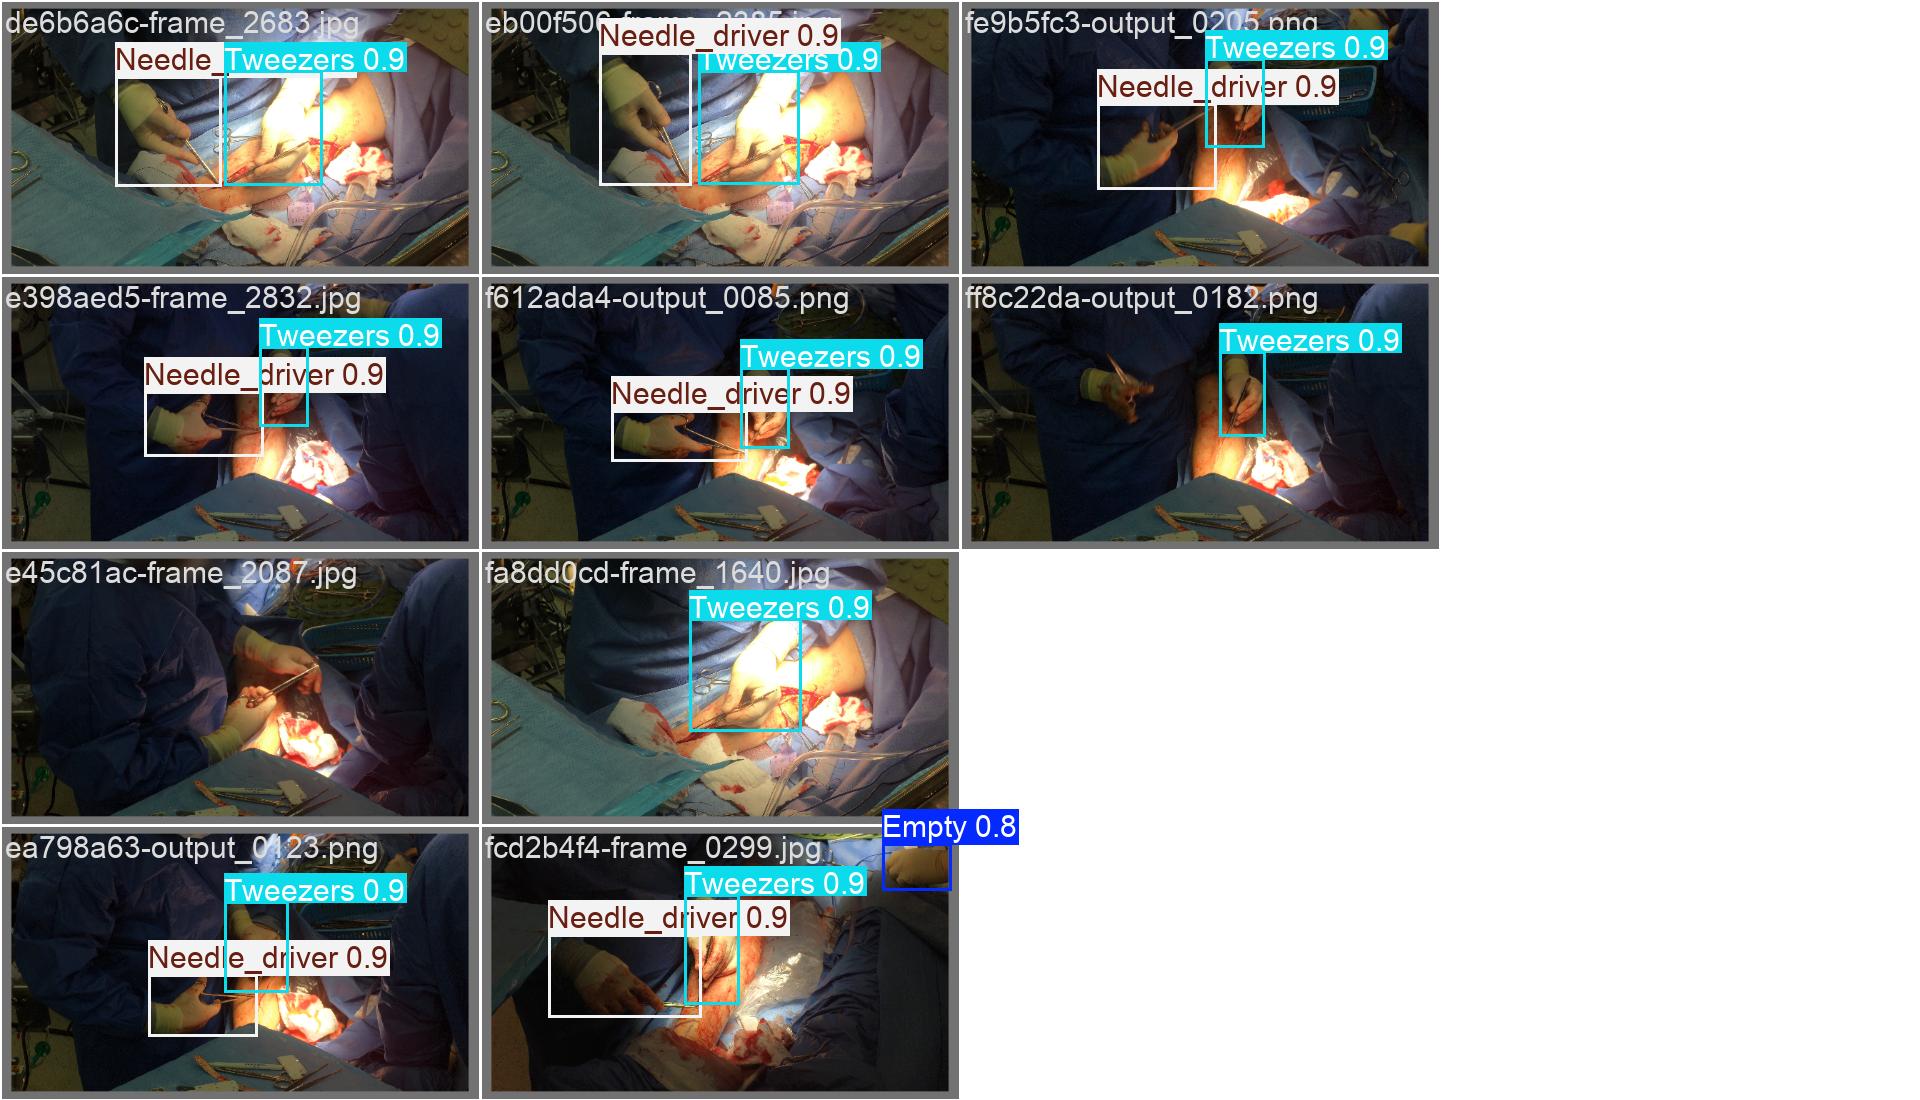 de6b6a6c-frame_2683.jpg
Needle_
Tweezers 0.9
eb00f506-frame_2385.jpg
Needle_driver 0.9
Tweezers 0.9
fe9b5fc3-output_0205.png
Tweezers 0.9
Needle_driver 0.9
e398aed5-frame_2832.jpg
Tweezers 0.9
Needle_driver 0.9
f612ada4-output_0085.png
Tweezers 0.9
Needle_driver 0.9
ff8c22da-output_0182.png
Tweezers 0.9
e45c81ac-frame_2087.jpg
fa8dd0cd-frame_1640.jpg
Tweezers 0.9
ea798a63-output_0123.png
Tweezers 0.9
Needle_driver 0.9
fcd2b4f4-frame_0299.jpg
Empty 0.8
Tweezers 0.9
Needle_driver 0.9